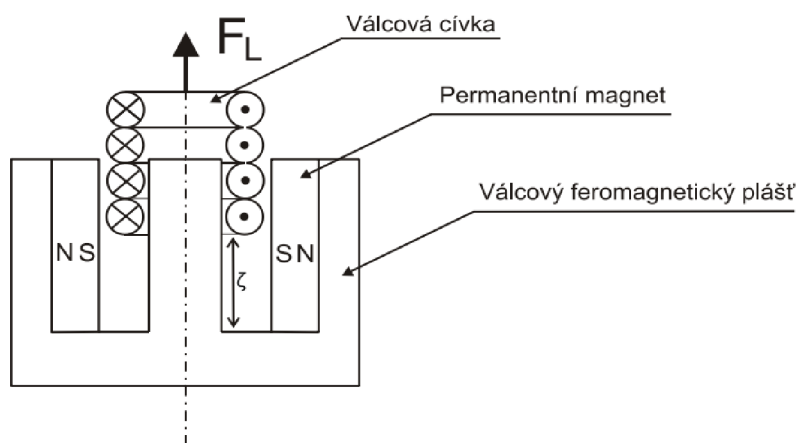 Válcová cívka
F_L
Permanentní magnet
Válcový feromagnetický plášť
N S
S N
ζ